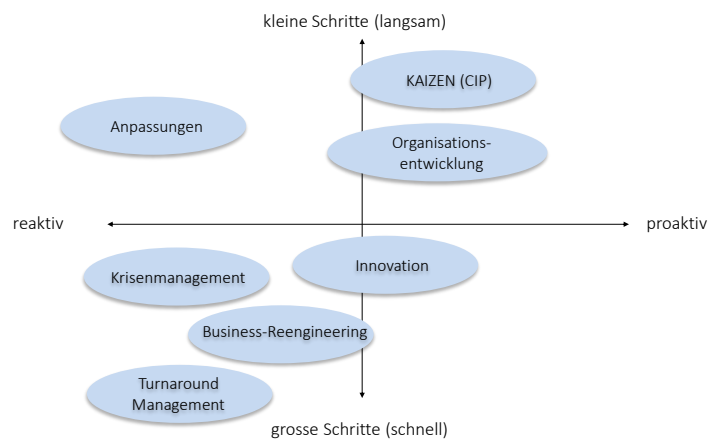 kleine Schritte (langsam)
KAIZEN (CIP)
Anpassungen
Organisations-
entwicklung
reaktiv
proaktiv
Innovation
Krisenmanagement
Business-Reengineering
Turnaround
Management
grosse Schritte (schnell)